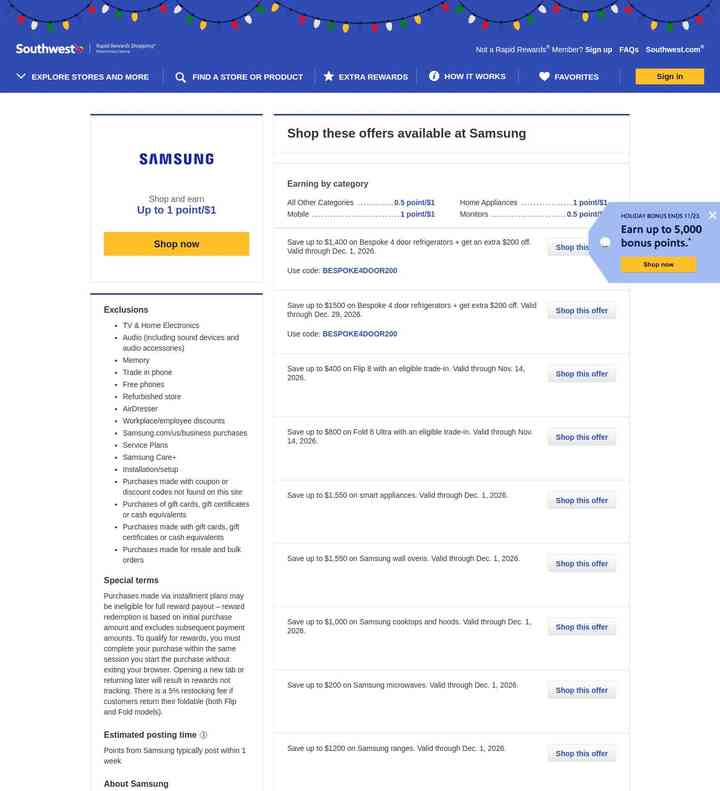 Southwest
Rapid Rewards Shopping®
Not a Rapid Rewards® Member? Sign up
FAQs
Southwest.com®
EXPLORE STORES AND MORE
FIND A STORE OR PRODUCT
EXTRA REWARDS
HOW IT WORKS
FAVORITES
Sign in
SAMSUNG
Shop and earn
Up to 1 point/$1
Shop now
Exclusions
• TV & Home Electronics
• Audio (including sound devices and
audio accessories)
• Memory
• Trade in phone
• Free phones
• Refurbished store
• AirDresser
• Workplace/employee discounts
• Samsung.com/us/business purchases
• Service Plans
• Samsung Care+
• Installation/setup
• Purchases made with coupon or
discount codes not found on this site
• Purchases of gift cards, gift certificates
or cash equivalents
• Purchases made with gift cards, gift
certificates or cash equivalents
• Purchases made for resale and bulk
orders
Special terms
Purchases made via installment plans may
be ineligible for full reward payout – reward
redemption is based on initial purchase
amount and excludes subsequent payment
amounts. To qualify for rewards, you must
complete your purchase within the same
session you start the purchase without
exiting your browser. Opening a new tab or
returning later will result in rewards not
tracking. There is a 5% restocking fee if
customers return their foldable (both Flip
and Fold models).
Estimated posting time
Points from Samsung typically post within 1
week
About Samsung
Shop these offers available at Samsung
Earning by category
All Other Categories ..........0.5 point/$1
Home Appliances ..............1 point/$1
Mobile .......................1 point/$1
Monitors .....................0.5 point/
Save up to $1,400 on Bespoke 4 door refrigerators + get an extra $200 off.
Valid through Dec. 1, 2026.
Use code: BESPOKE4DOOR200
Shop this
Save up to $1500 on Bespoke 4 door refrigerators + get extra $200 off. Valid
through Dec. 29, 2026.
Use code: BESPOKE4DOOR200
Shop this offer
Save up to $400 on Flip 8 with an eligible trade-in. Valid through Nov. 14,
2026.
Shop this offer
Save up to $800 on Fold 8 Ultra with an eligible trade-in. Valid through Nov.
14, 2026.
Shop this offer
Save up to $1,550 on smart appliances. Valid through Dec. 1, 2026.
Shop this offer
Save up to $1,550 on Samsung wall ovens. Valid through Dec. 1, 2026.
Shop this offer
Save up to $1,000 on Samsung cooktops and hoods. Valid through Dec. 1,
2026.
Shop this offer
Save up to $200 on Samsung microwaves. Valid through Dec. 1, 2026.
Shop this offer
Save up to $1200 on Samsung ranges. Valid through Dec. 1, 2026.
Shop this offer
HOLIDAY BONUS ENDS 11/23.
Earn up to 5,000
bonus points.*
Shop now